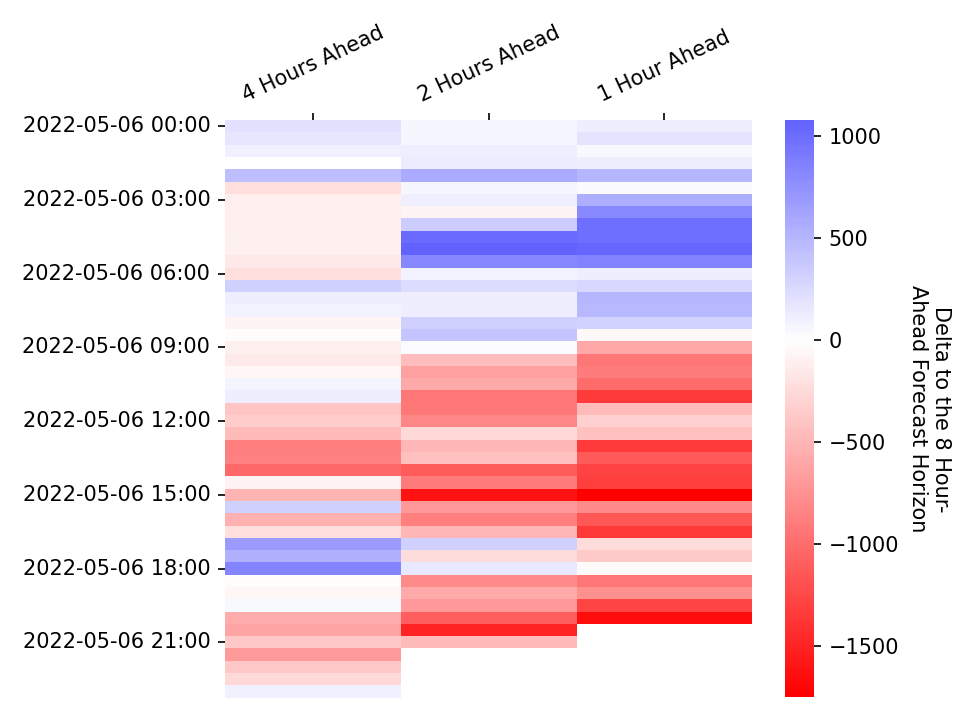 4 Hours Ahead
2 Hours Ahead
1 Hour Ahead
2022-05-06 00:00
2022-05-06 03:00
2022-05-06 06:00
2022-05-06 09:00
2022-05-06 12:00
2022-05-06 15:00
2022-05-06 18:00
2022-05-06 21:00
1000
500
0
−500
−1000
−1500
Delta to the 8 Hour-
Ahead Forecast Horizon